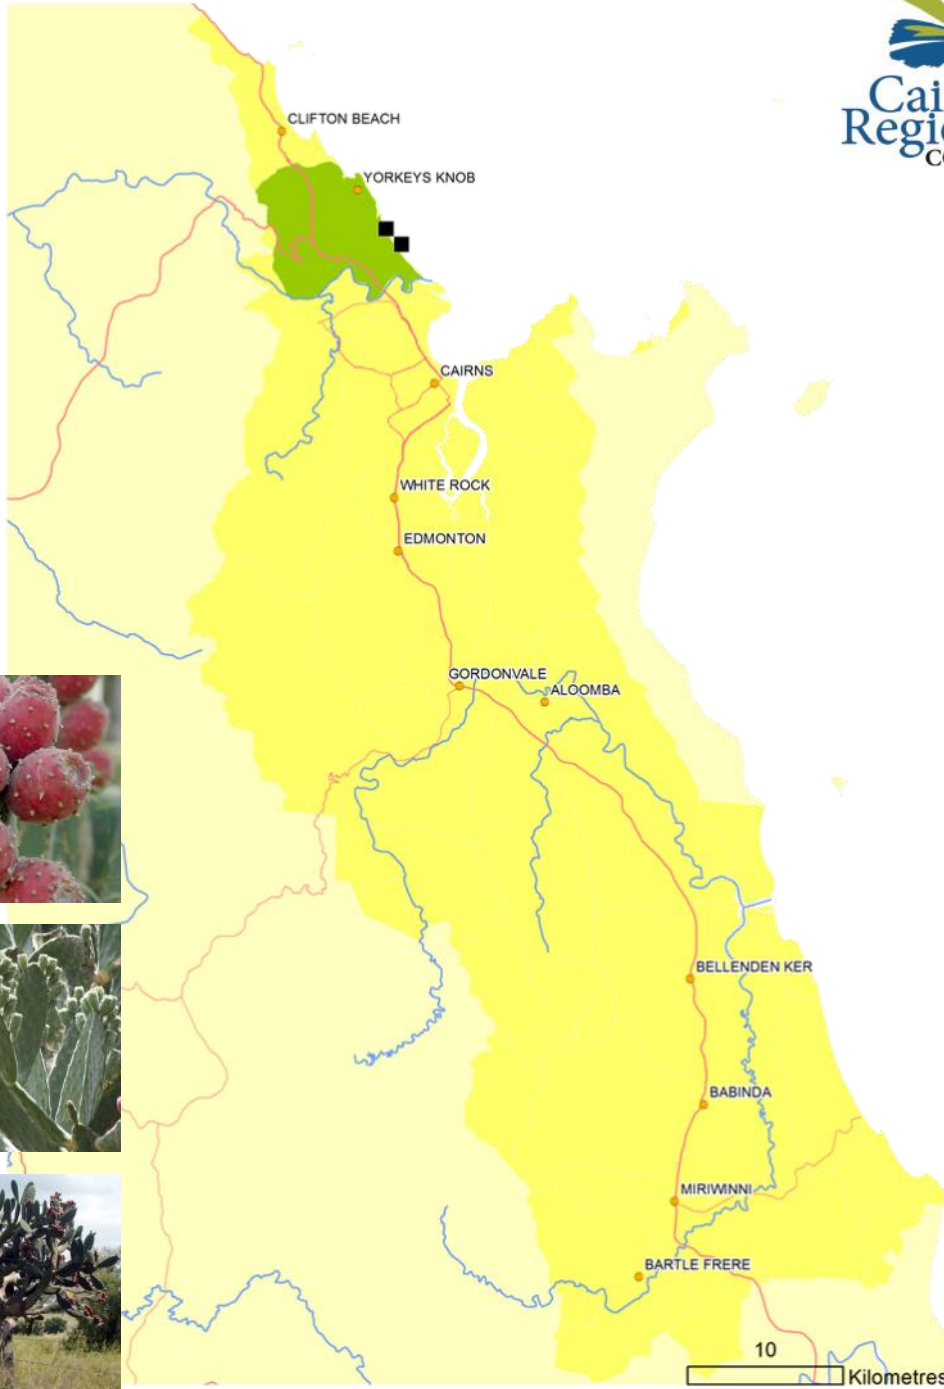 CLIFTON BEACH
YORKEYS KNOB
CAIRNS
WHITE ROCK
EDMONTON
GORDONVALE
ALOOMBA
BELLENDEN KER
BABINDA
MIRIWINNI
BARTLE FRERE
10
Kilometres